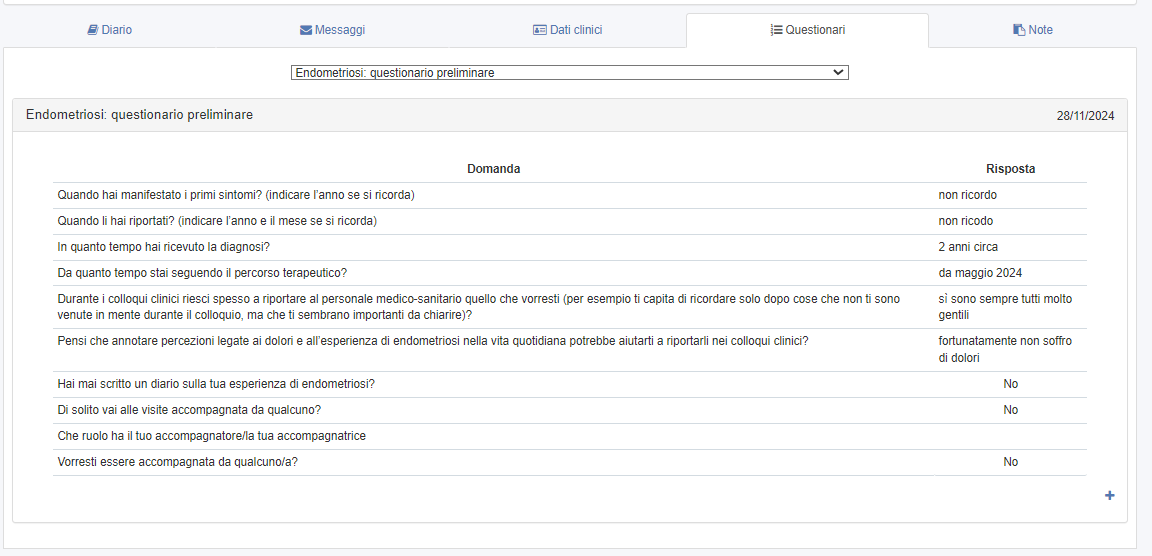 Diario
Messaggi
Dati clinici
Questionari
Note
Endometriosi: questionario preliminare
Endometriosi: questionario preliminare
28/11/2024
Domanda
Risposta
Quando hai manifestato i primi sintomi? (indicare l'anno se si ricorda)
non ricordo
Quando li hai riportati? (indicare l'anno e il mese se si ricorda)
non ricodo
In quanto tempo hai ricevuto la diagnosi?
2 anni circa
Da quanto tempo stai seguendo il percorso terapeutico?
da maggio 2024
Durante i colloqui clinici riesci spesso a riportare al personale medico-sanitario quello che vorresti (per esempio ti capita di ricordare solo dopo cose che non ti sono
venute in mente durante il colloquio, ma che ti sembrano importanti da chiarire)?
sì sono sempre tutti molto
gentili
Pensi che annotare percezioni legate ai dolori e all'esperienza di endometriosi nella vita quotidiana potrebbe aiutarti a riportarli nei colloqui clinici?
fortunatamente non soffro
di dolori
Hai mai scritto un diario sulla tua esperienza di endometriosi?
No
Di solito vai alle visite accompagnata da qualcuno?
No
Che ruolo ha il tuo accompagnatore/la tua accompagnatrice
Vorresti essere accompagnata da qualcuno/a?
No